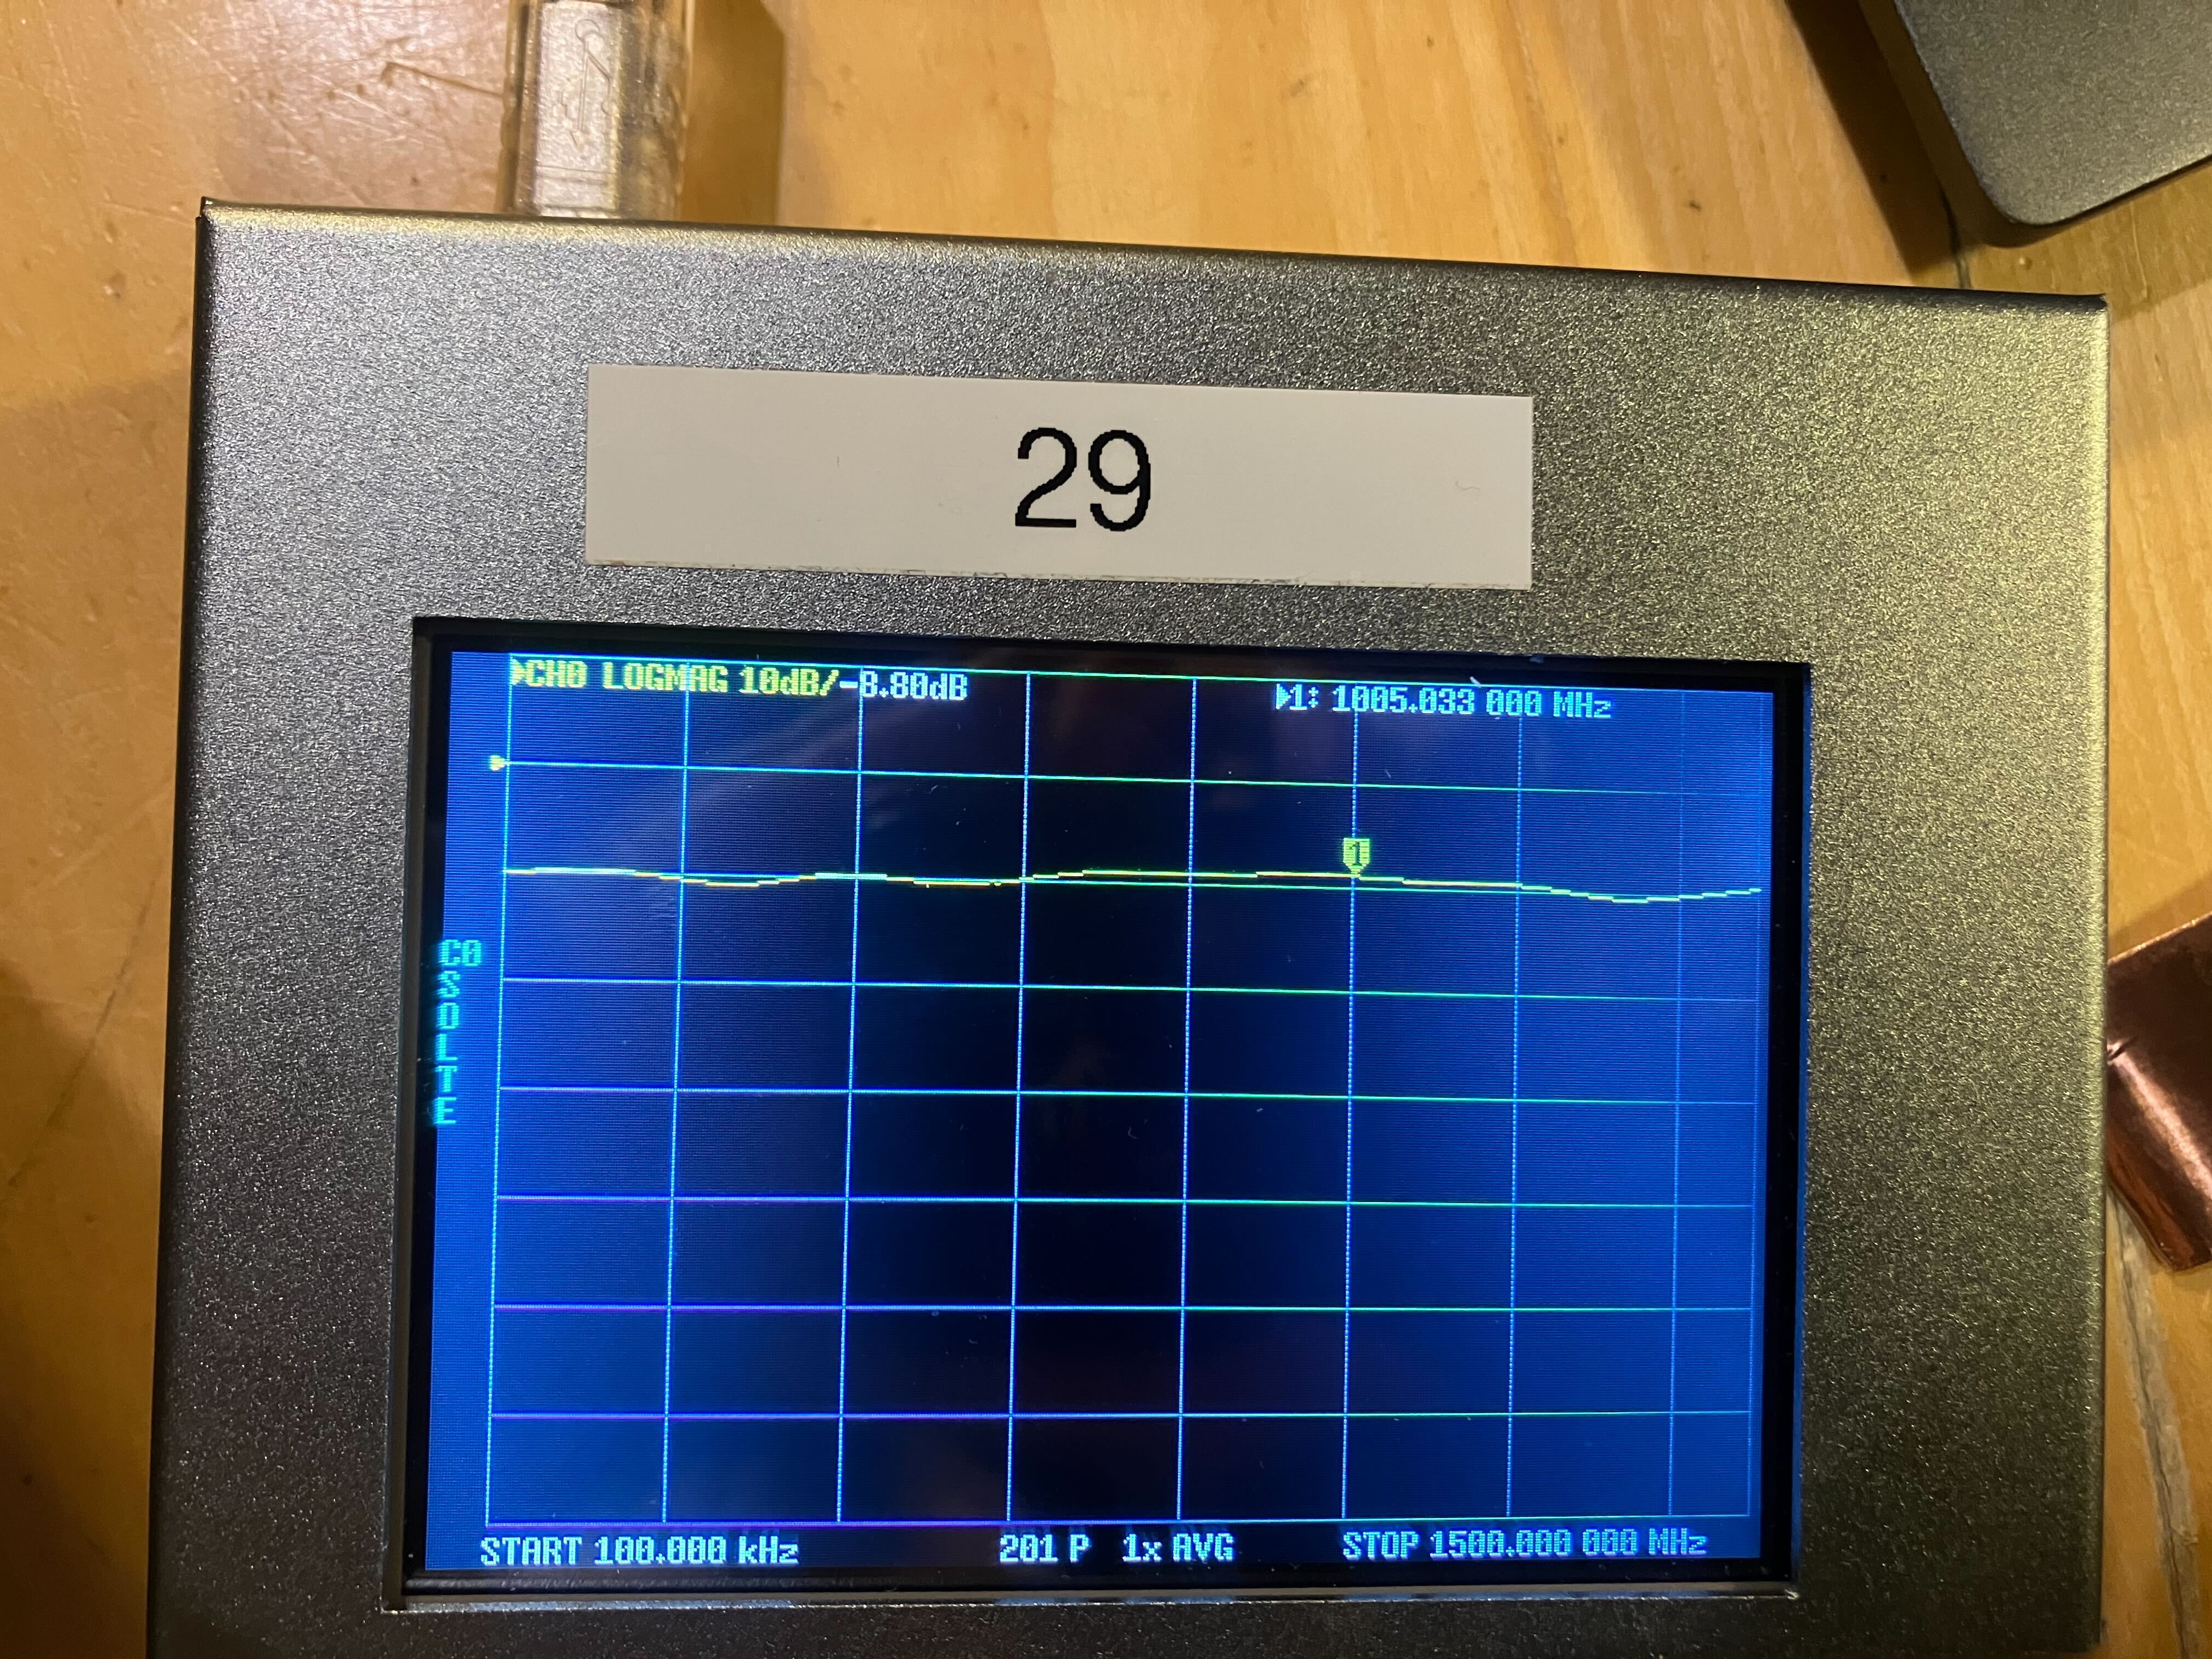 29
CH0 LOGMAG 10dB/-8.80dB
1: 1005.033 000 MHz
1
C0
S
O
L
T
E
START 100.000 kHz
201 P 1x AVG
STOP 1500.000 000 MHz